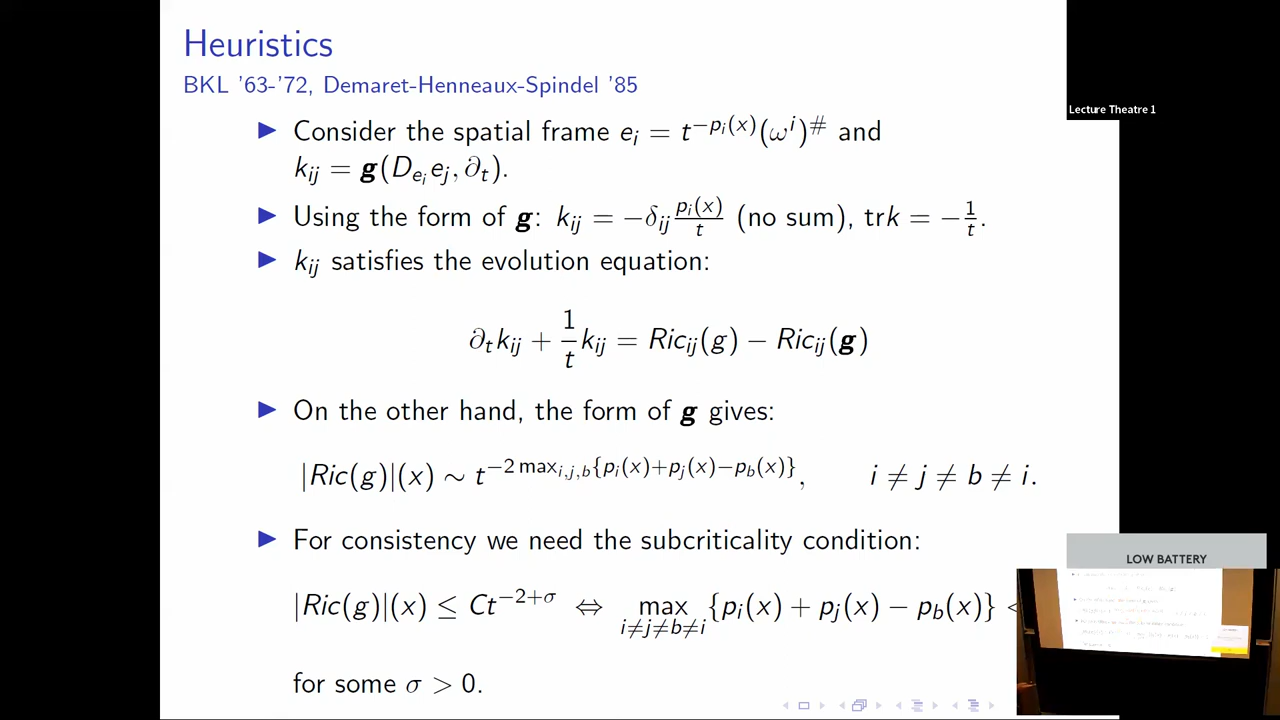 Heuristics
BKL '63-'72, Demaret-Henneaux-Spindel '85
▶ Consider the spatial frame e_i = t^{-p_i(x)}(ω^i)^# and
k_{ij} = g(D_{e_i}e_j, ∂_t).
▶ Using the form of g: k_{ij} = −δ_{ij} p_i(x)/t (no sum), trk = −1/t.
▶ k_{ij} satisfies the evolution equation:
∂_t k_{ij} + 1/t k_{ij} = Ric_{ij}(g) − Ric_{ij}(g)
▶ On the other hand, the form of g gives:
|Ric(g)|(x) ∼ t^{−2 max_{i,j,b}{p_i(x)+p_j(x)−p_b(x)}}, i ≠ j ≠ b ≠ i.
▶ For consistency we need the subcriticality condition:
|Ric(g)|(x) ≤ Ct^{−2+σ} ⇔ max_{i≠j≠b≠i} {p_i(x) + p_j(x) − p_b(x)} <
for some σ > 0.
Lecture Theatre 1
LOW BATTERY